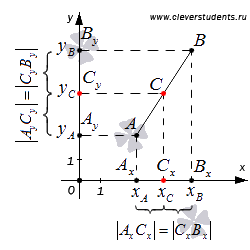 www.cleverstudents.ru
y
B_y
y_B
B
C_y
y_C
C
|A_yC_y|=|C_yB_y|
A_y
y_A
A
1
A_x C_x B_x
x
0 1 x_A x_C x_B
|A_xC_x|=|C_xB_x|